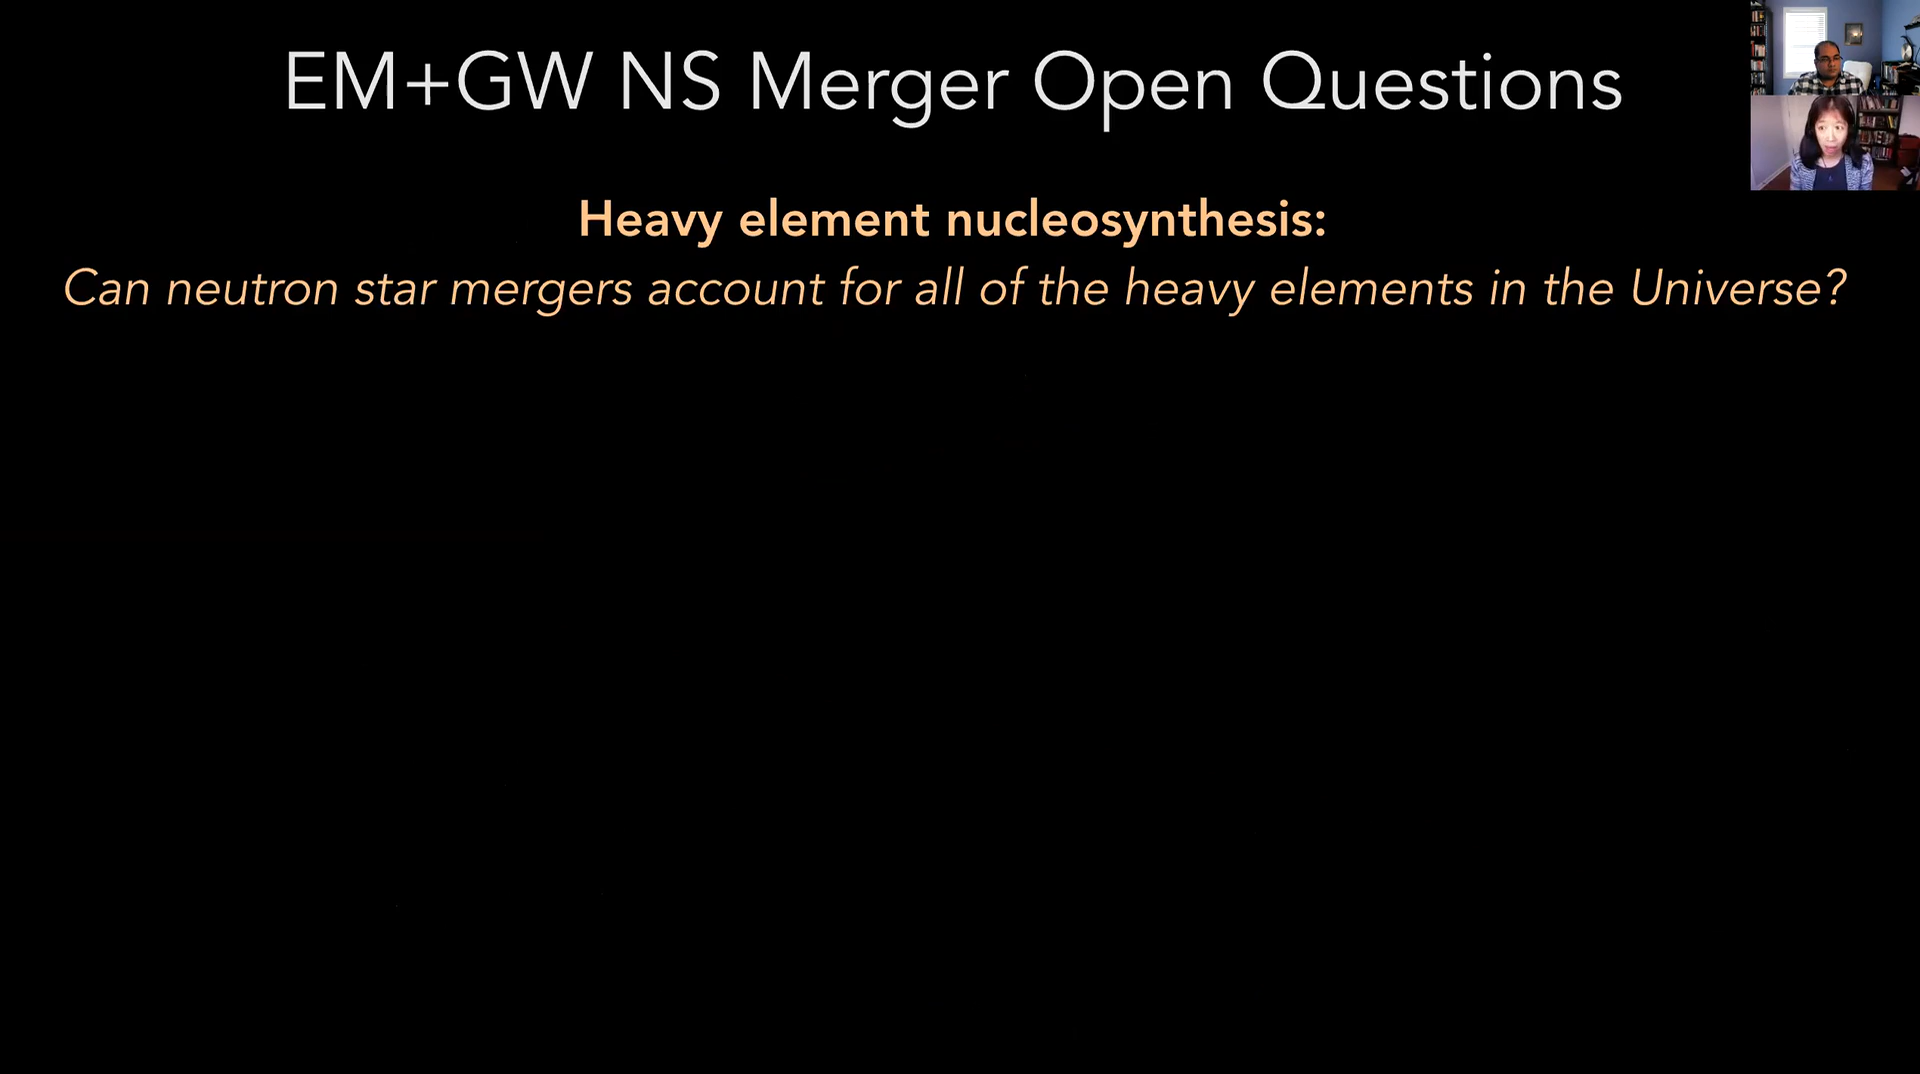 EM+GW NS Merger Open Questions
Heavy element nucleosynthesis:
Can neutron star mergers account for all of the heavy elements in the Universe?